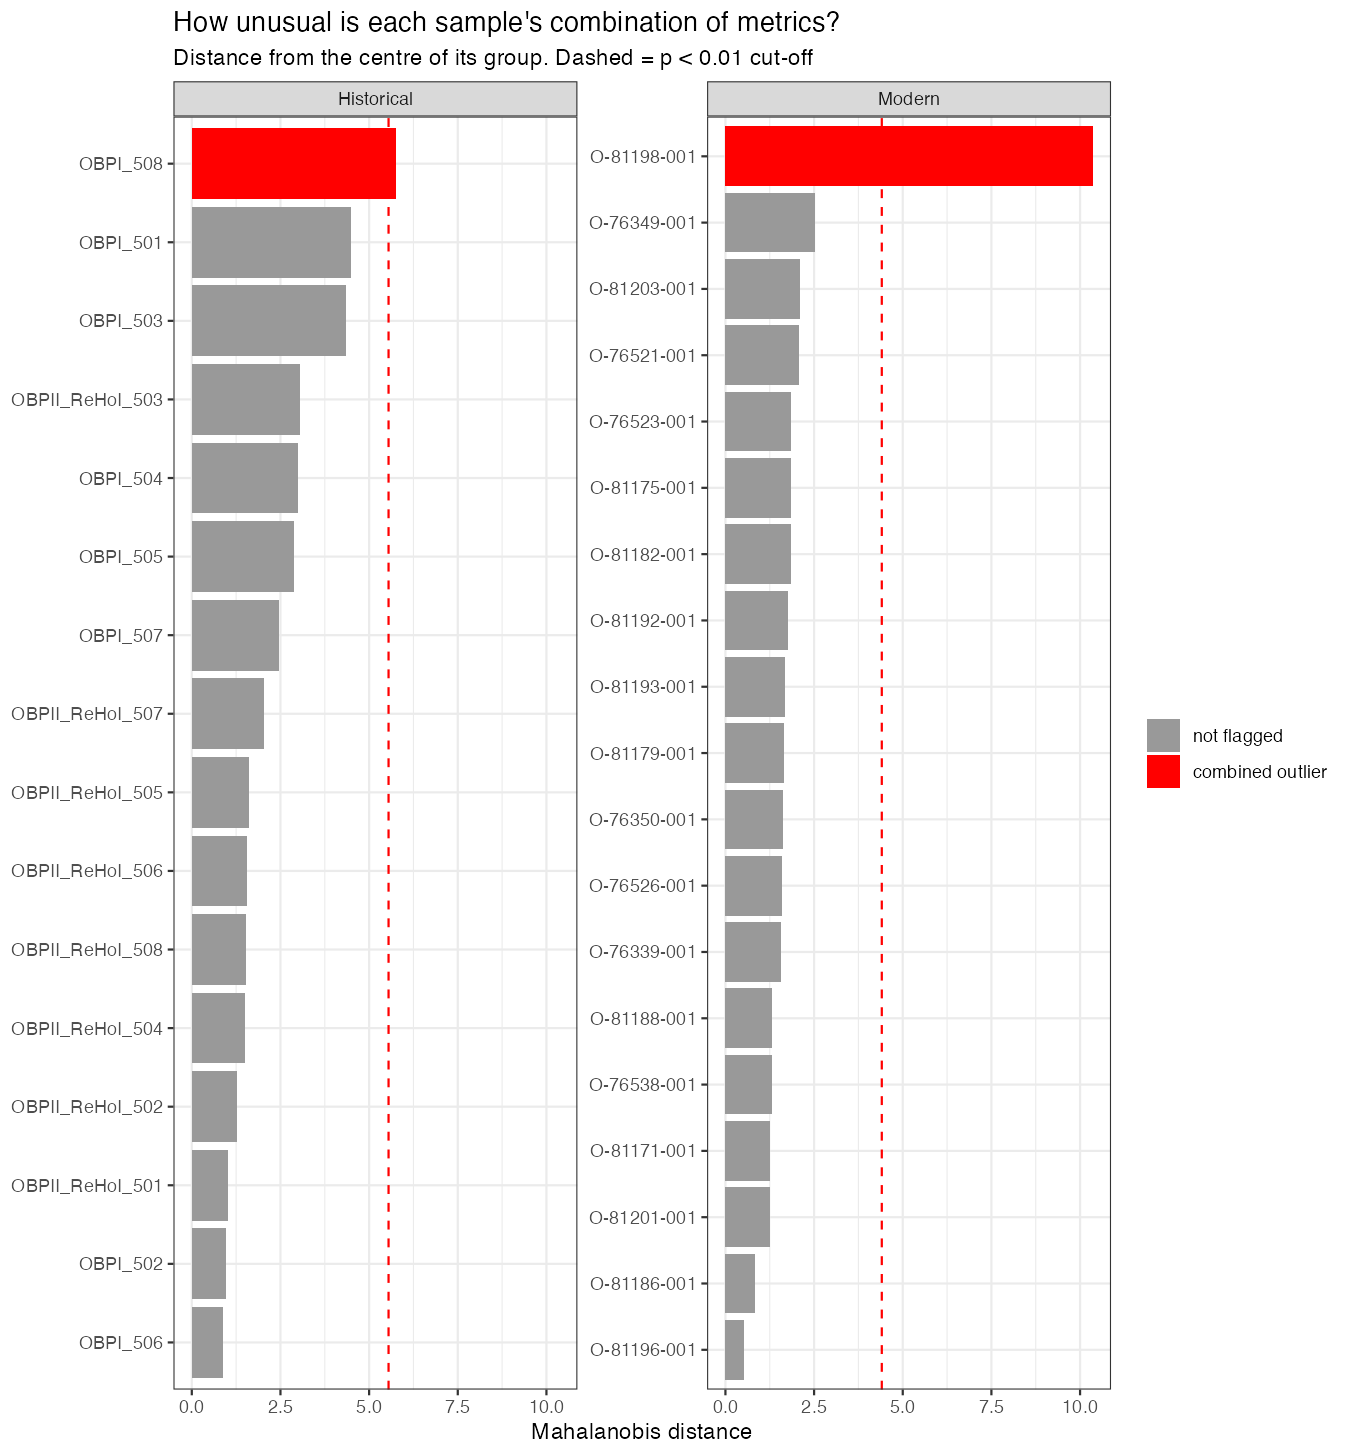 How unusual is each sample's combination of metrics?
Distance from the centre of its group. Dashed = p < 0.01 cut-off
Historical
OBPI_508
OBPI_501
OBPI_503
OBPII_ReHol_503
OBPI_504
OBPI_505
OBPI_507
OBPII_ReHol_507
OBPII_ReHol_505
OBPII_ReHol_506
OBPII_ReHol_508
OBPII_ReHol_504
OBPII_ReHol_502
OBPII_ReHol_501
OBPI_502
OBPI_506
0.0 2.5 5.0 7.5 10.0
Modern
O-81198-001
O-76349-001
O-81203-001
O-76521-001
O-76523-001
O-81175-001
O-81182-001
O-81192-001
O-81193-001
O-81179-001
O-76350-001
O-76526-001
O-76339-001
O-81188-001
O-76538-001
O-81171-001
O-81201-001
O-81186-001
O-81196-001
0.0 2.5 5.0 7.5 10.0
Mahalanobis distance
not flagged
combined outlier